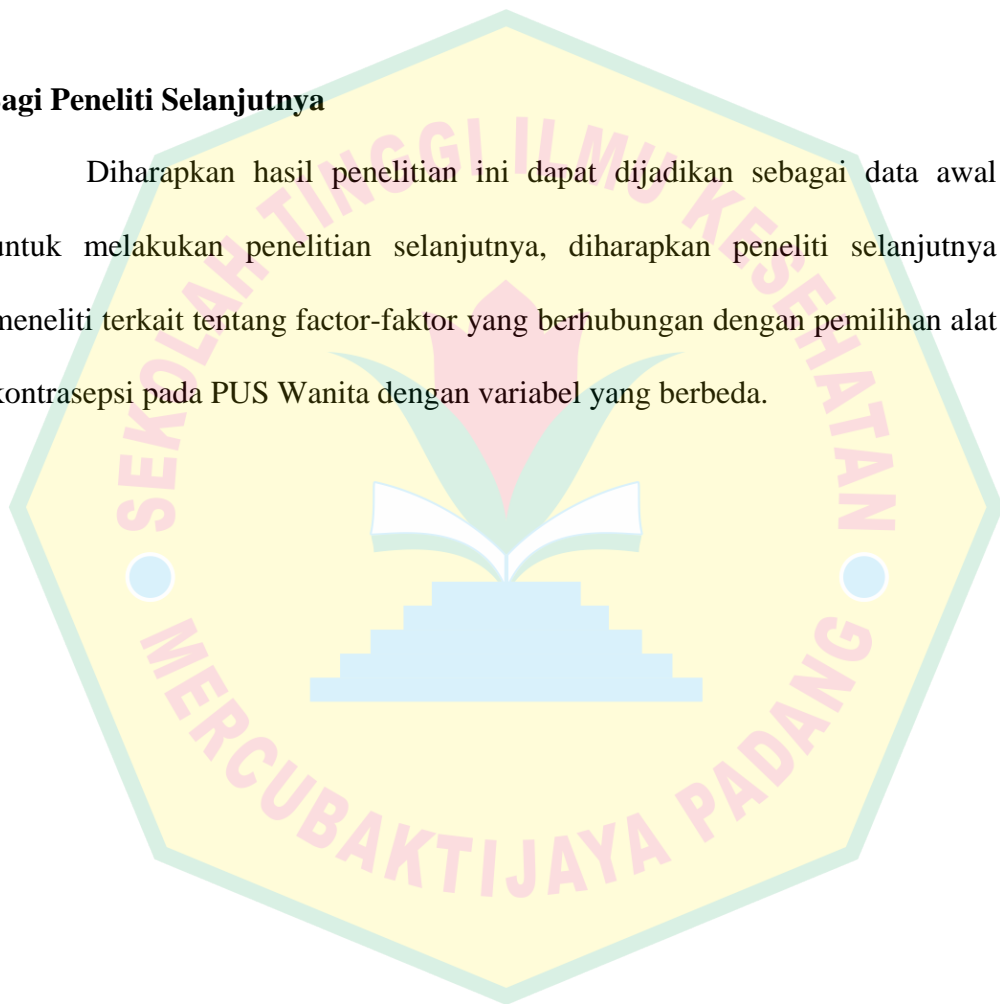 agi Peneliti Selanjutnya
Diharapkan hasil penelitian ini dapat dijadikan sebagai data awal
untuk melakukan penelitian selanjutnya, diharapkan peneliti selanjutnya
meneliti terkait tentang factor-faktor yang berhubungan dengan pemilihan alat
kontrasepsi pada PUS Wanita dengan variabel yang berbeda.
SEKOLAH TINGGI ILMU KESEHATAN
MERCUBAKTIJAYA PADANG